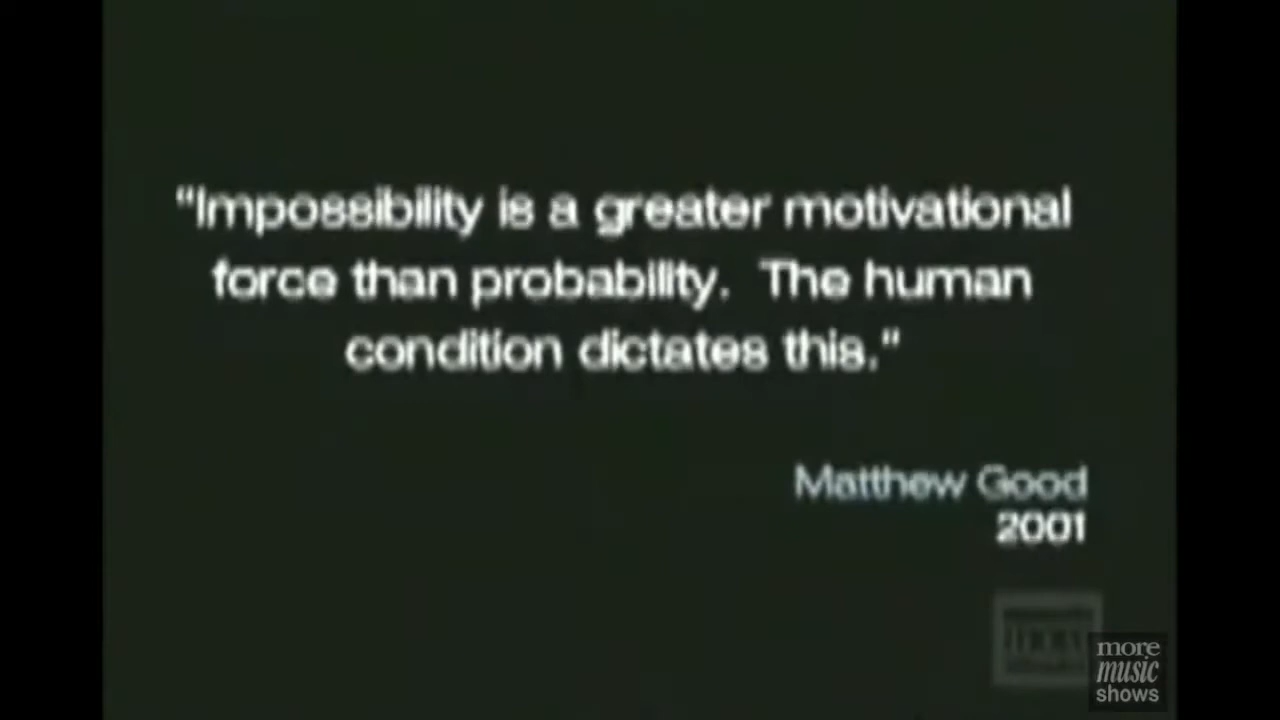 "Impossibility is a greater motivational
force than probability. The human
condition dictates this."
Matthew Good
2001
more
music
shows